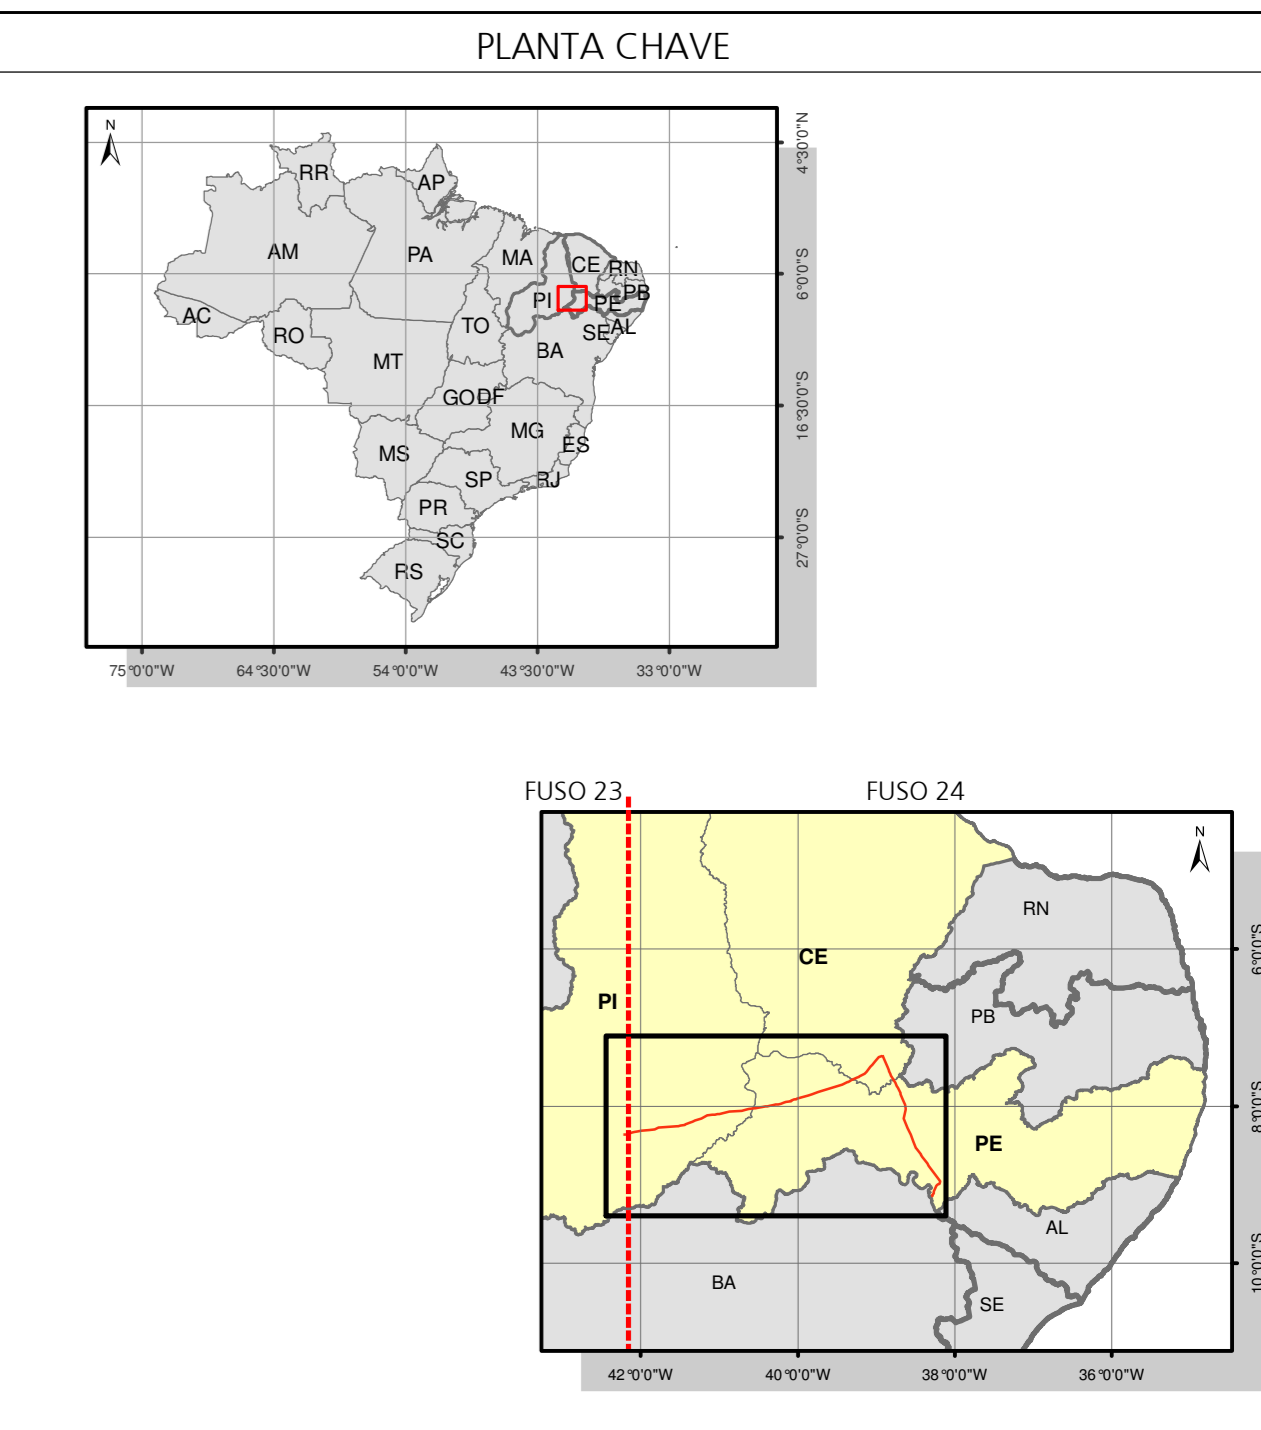 PLANTA CHAVE
N
4°30'0"N
RR
AP
AM
PA
MA
CE
RN
6°0'0"S
PI
PE
PB
AC
RO
TO
SE
AL
MT
BA
GO
DF
16°30'0"S
MG
ES
MS
SP
RJ
PR
SC
27°0'0"S
RS
75°0'0"W
64°30'0"W
54°0'0"W
43°30'0"W
33°0'0"W
FUSO 23
FUSO 24
N
RN
CE
6°0'0"S
PI
PB
8°0'0"S
PE
AL
BA
10°0'0"S
SE
42°0'0"W
40°0'0"W
38°0'0"W
36°0'0"W